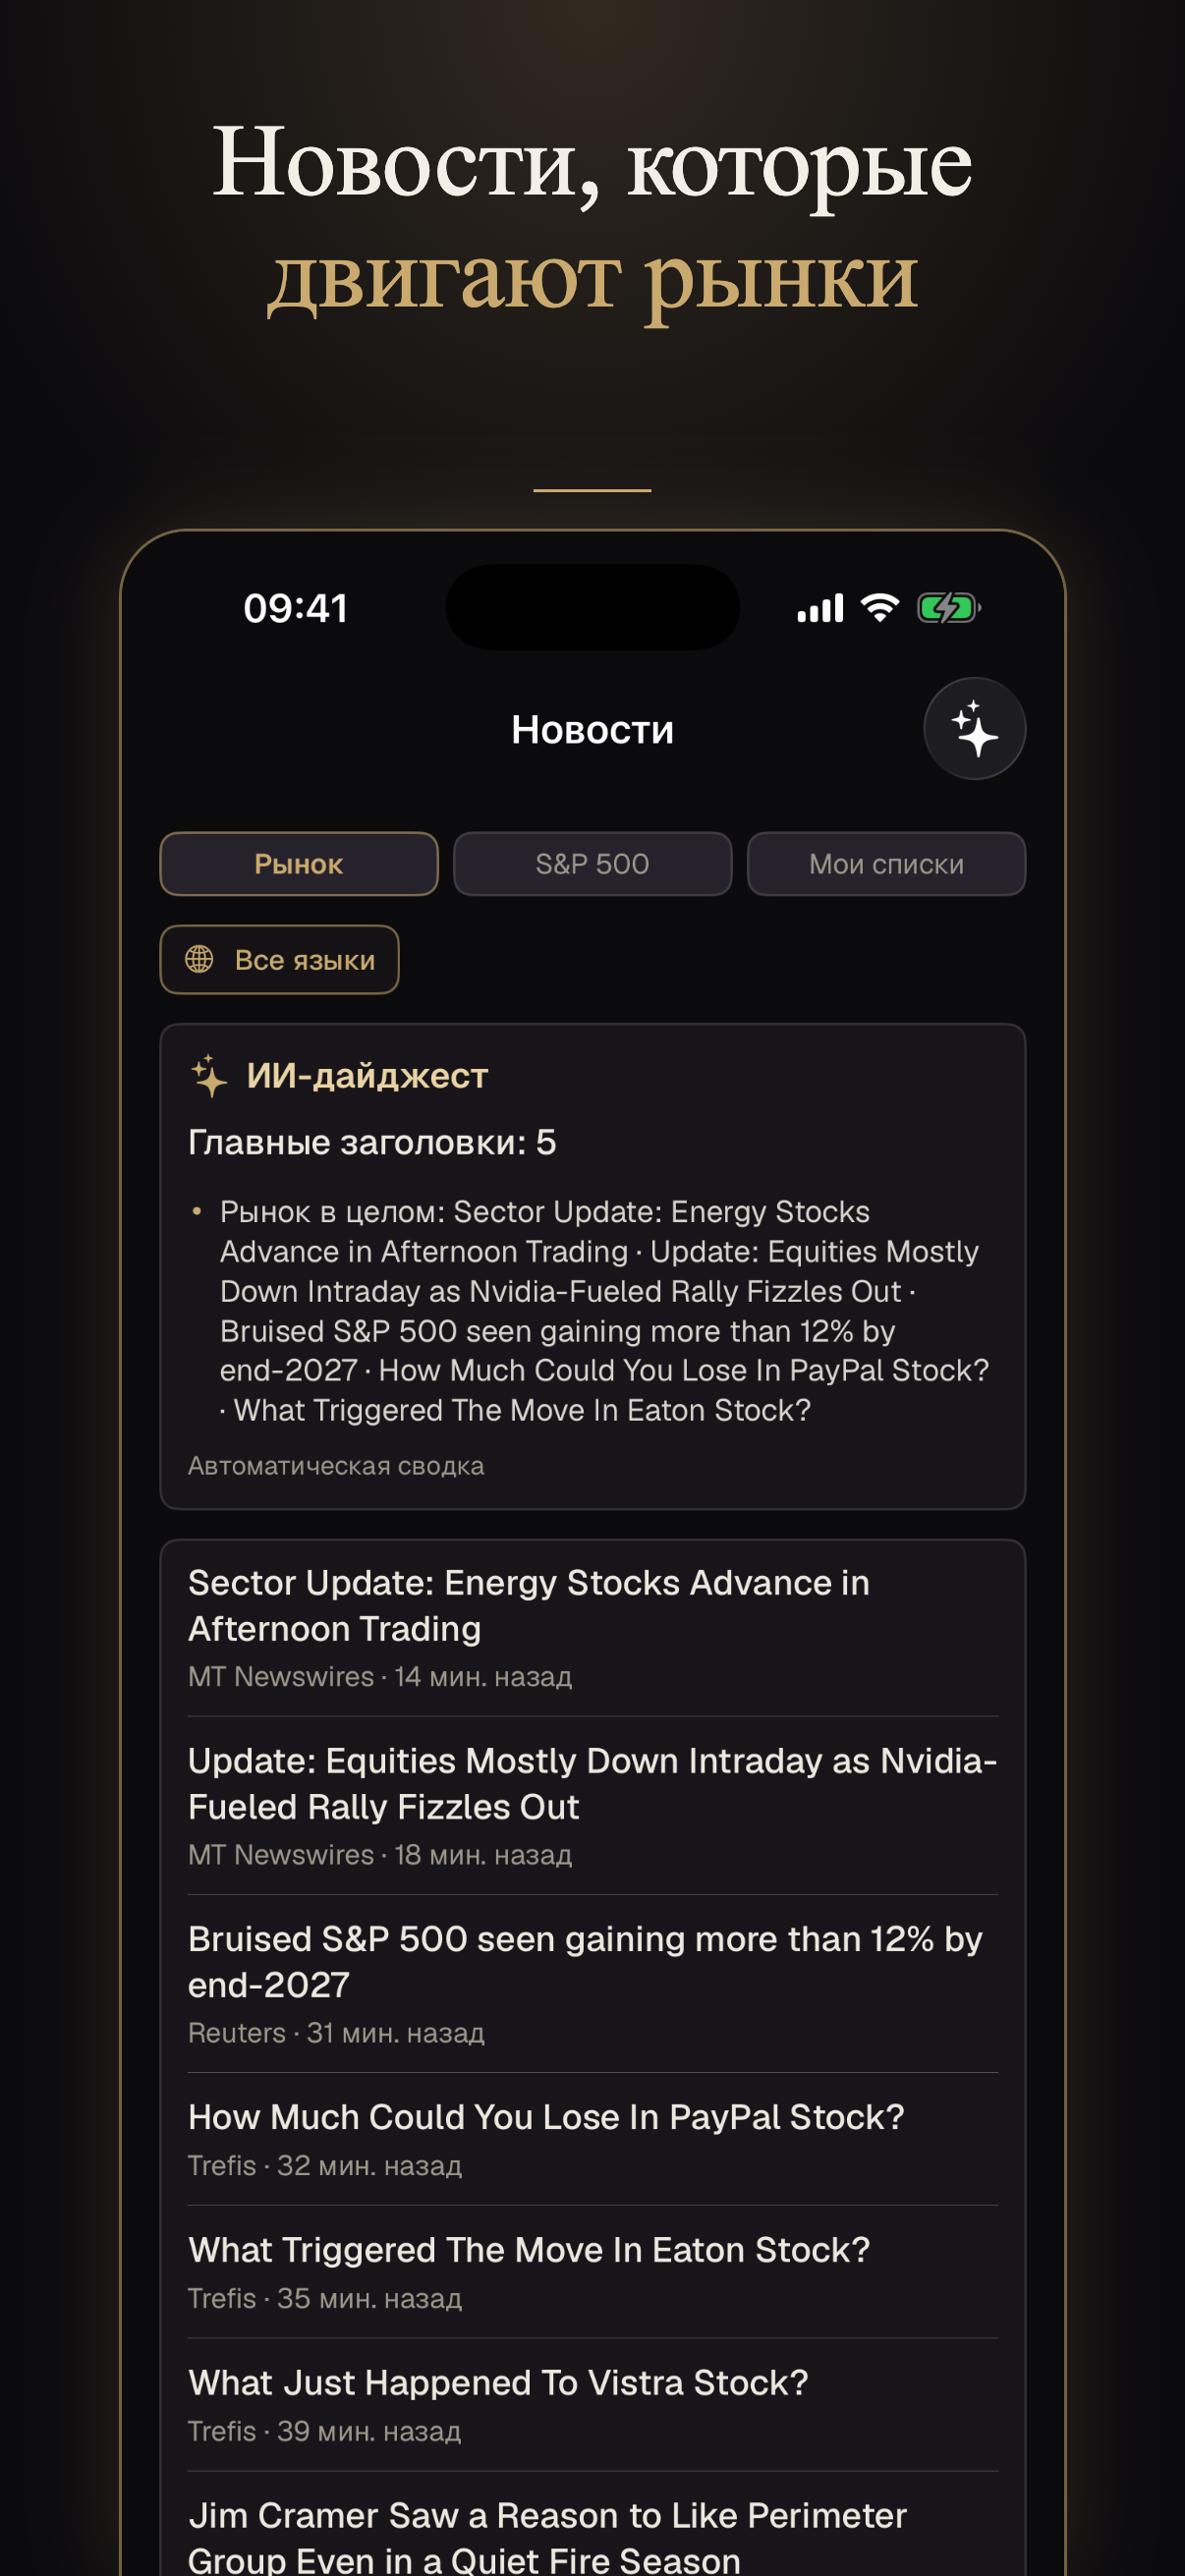 Новости, которые
двигают рынки
09:41
Новости
Рынок
S&P 500
Мои списки
Все языки
ИИ-дайджест
Главные заголовки: 5
• Рынок в целом: Sector Update: Energy Stocks
Advance in Afternoon Trading · Update: Equities Mostly
Down Intraday as Nvidia-Fueled Rally Fizzles Out ·
Bruised S&P 500 seen gaining more than 12% by
end-2027 · How Much Could You Lose In PayPal Stock?
· What Triggered The Move In Eaton Stock?
Автоматическая сводка
Sector Update: Energy Stocks Advance in
Afternoon Trading
MT Newswires · 14 мин. назад
Update: Equities Mostly Down Intraday as Nvidia-
Fueled Rally Fizzles Out
MT Newswires · 18 мин. назад
Bruised S&P 500 seen gaining more than 12% by
end-2027
Reuters · 31 мин. назад
How Much Could You Lose In PayPal Stock?
Trefis · 32 мин. назад
What Triggered The Move In Eaton Stock?
Trefis · 35 мин. назад
What Just Happened To Vistra Stock?
Trefis · 39 мин. назад
Jim Cramer Saw a Reason to Like Perimeter
Group Even in a Quiet Fire Season